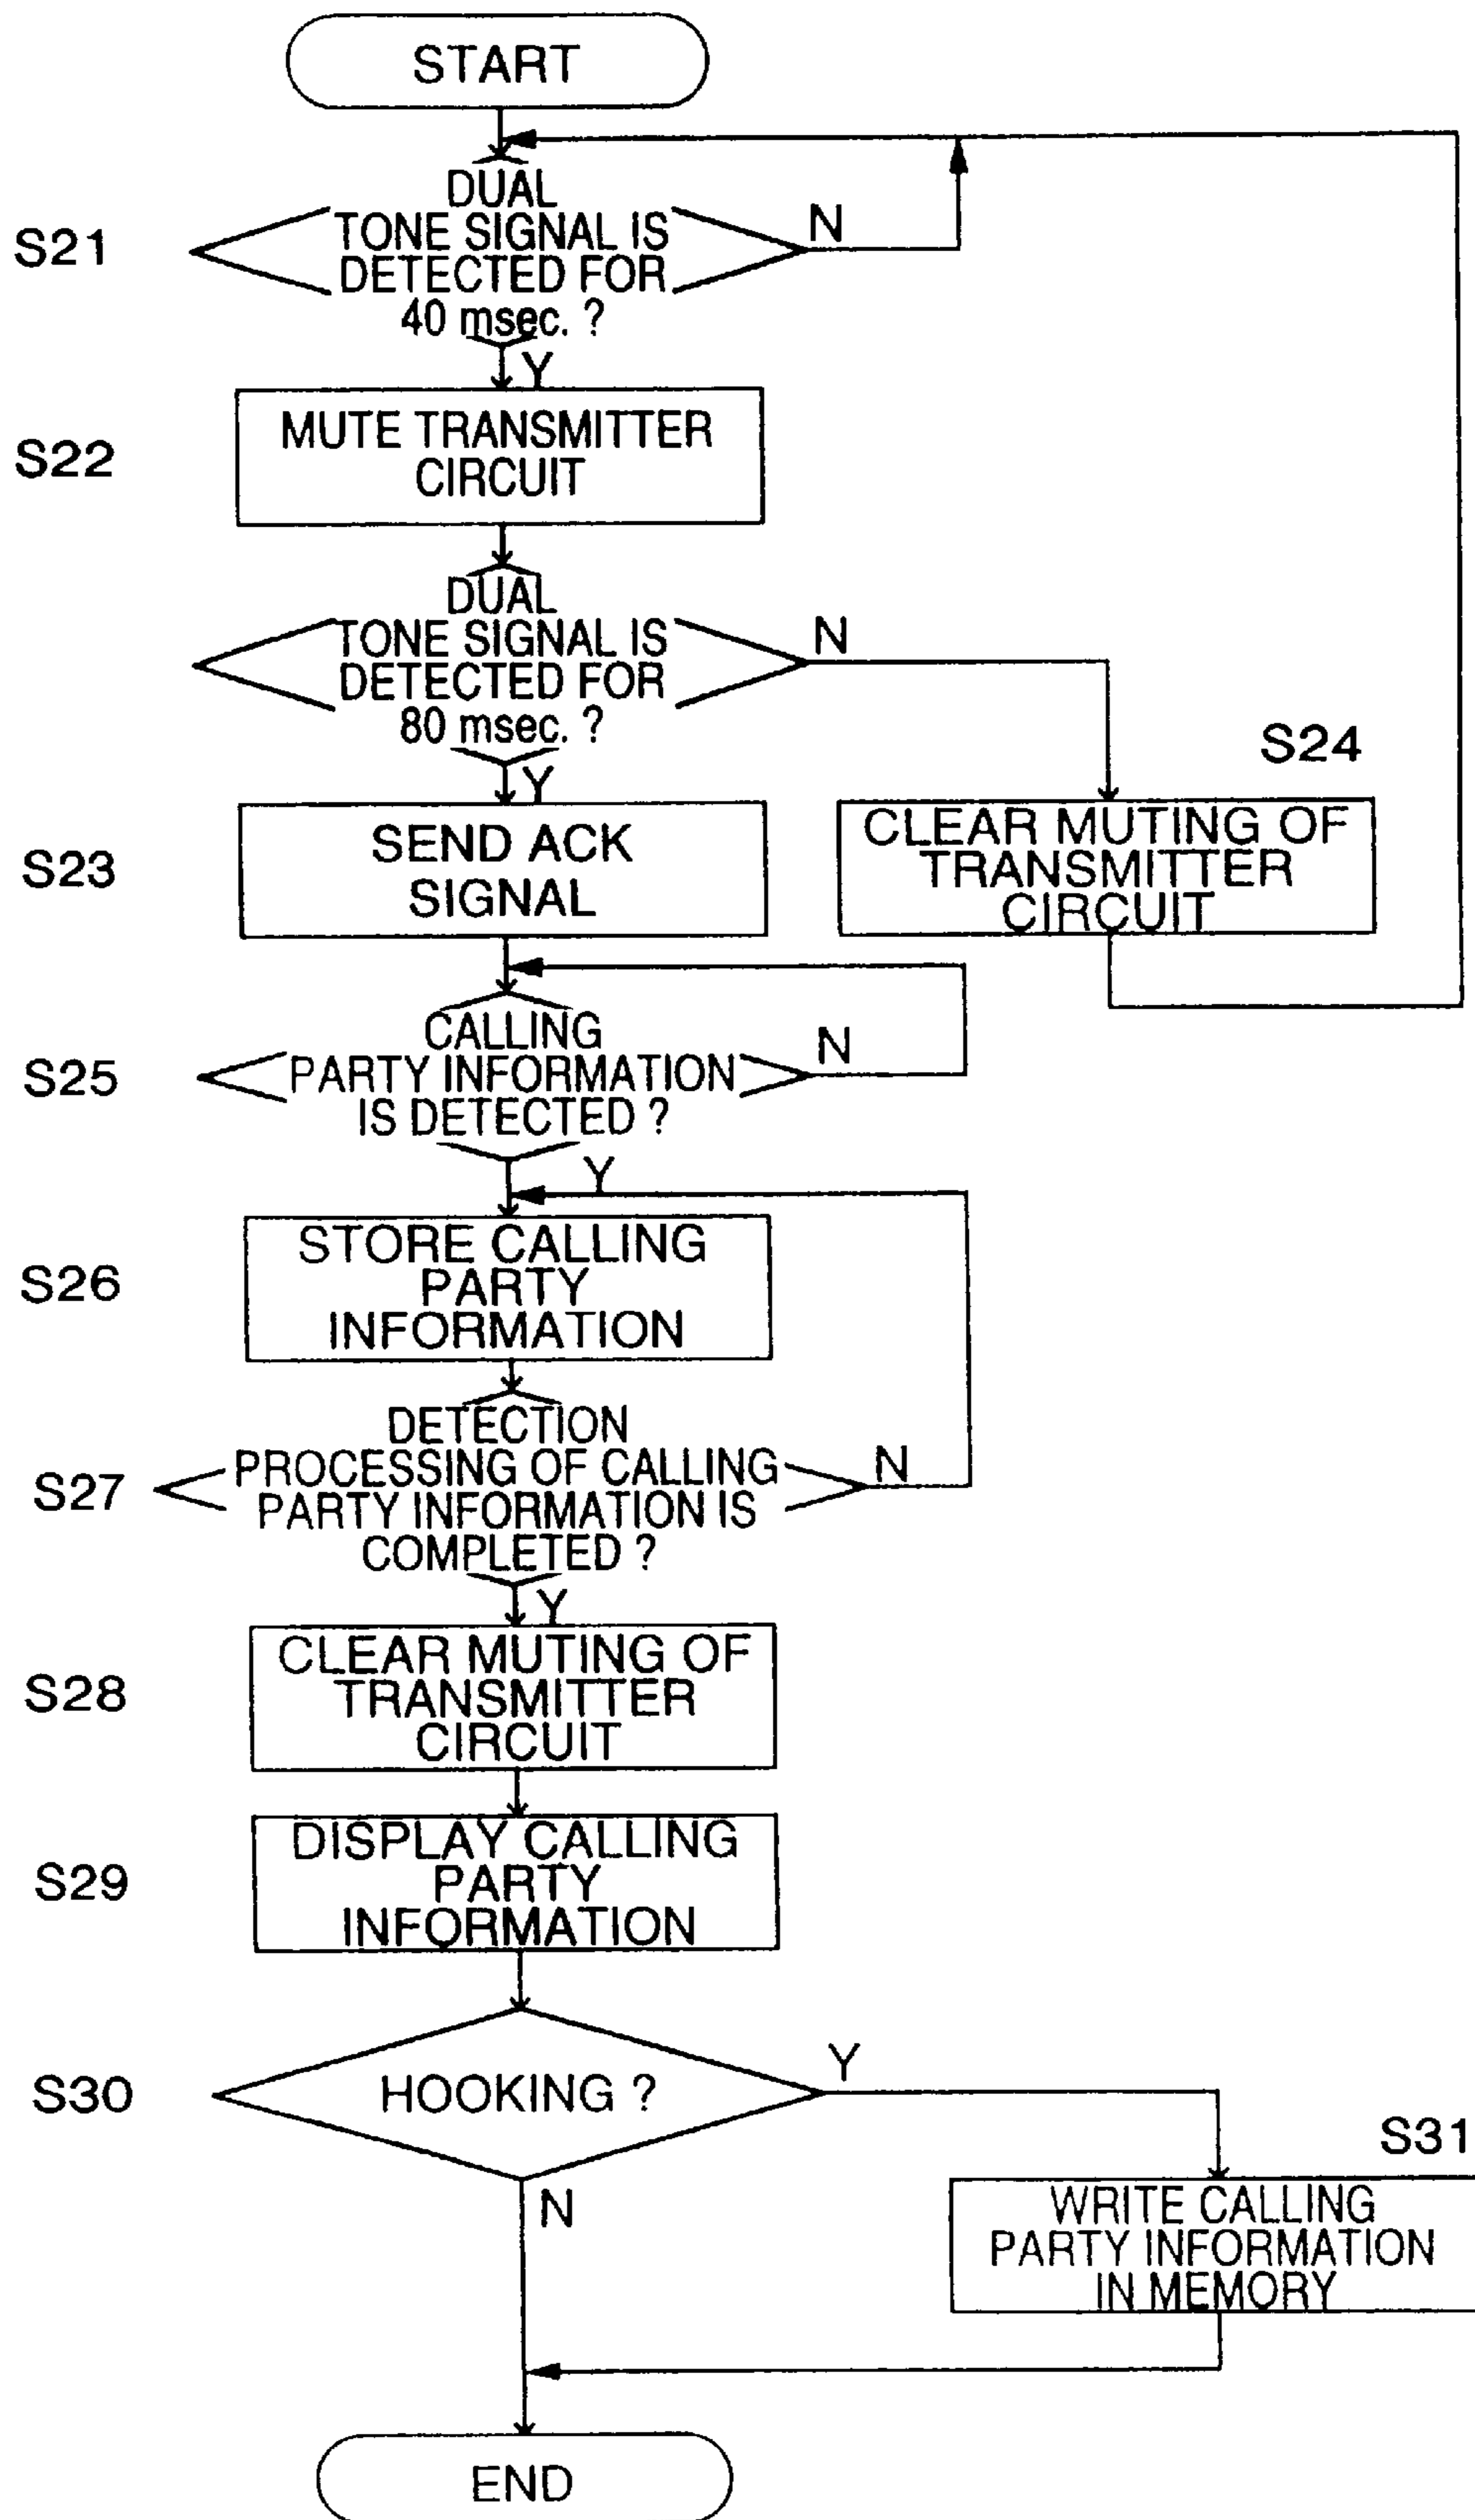 START
S21
DUAL
TONE SIGNAL IS
DETECTED FOR
40 msec. ?
N
Y
S22
MUTE TRANSMITTER
CIRCUIT
DUAL
TONE SIGNAL IS
DETECTED FOR
80 msec. ?
N
Y
S23
SEND ACK
SIGNAL
S24
CLEAR MUTING OF
TRANSMITTER
CIRCUIT
S25
CALLING
PARTY INFORMATION
IS DETECTED ?
N
Y
S26
STORE CALLING
PARTY
INFORMATION
S27
DETECTION
PROCESSING OF CALLING
PARTY INFORMATION IS
COMPLETED ?
N
Y
S28
CLEAR MUTING OF
TRANSMITTER
CIRCUIT
S29
DISPLAY CALLING
PARTY
INFORMATION
S30
HOOKING ?
Y
N
S31
WRITE CALLING
PARTY INFORMATION
IN MEMORY
END